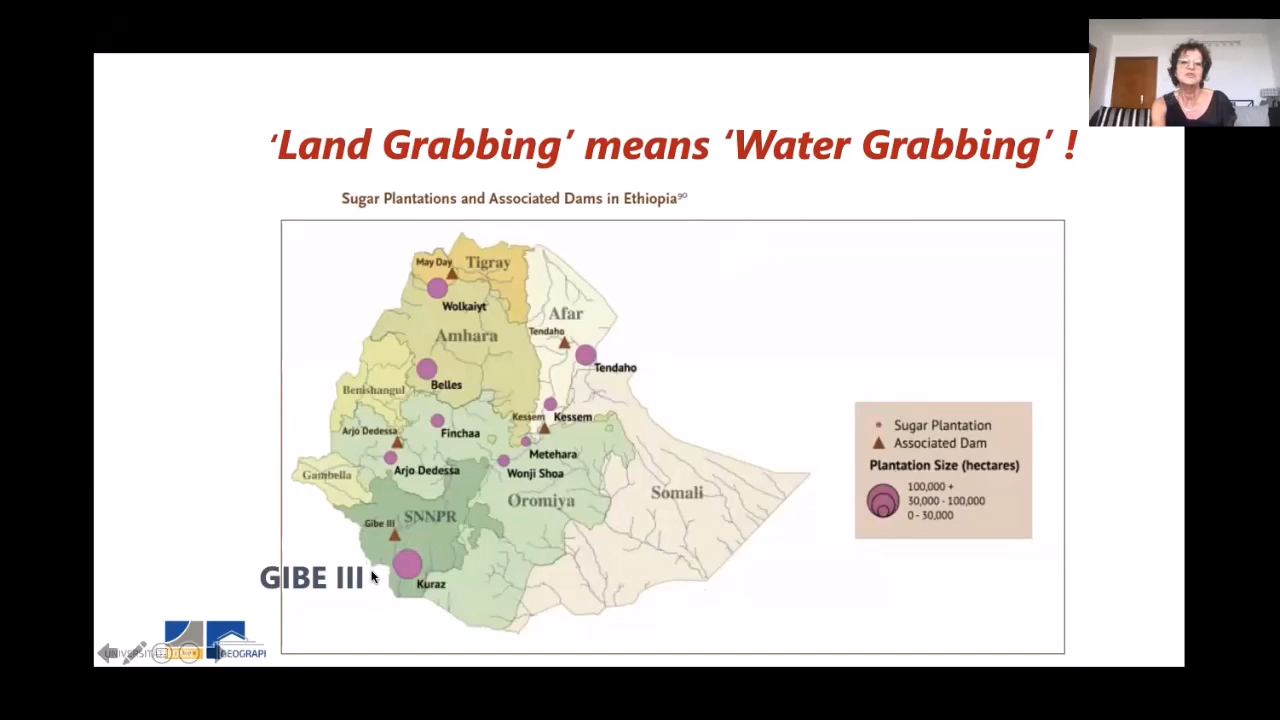 ‘Land Grabbing’ means ‘Water Grabbing’ !
Sugar Plantations and Associated Dams in Ethiopia⁹⁰
May Day
Tigray
Wolkaiyt
Afar
Amhara
Tendaho
Tendaho
Belles
Benishangul
Kessem
Kessem
Arjo Dedessa
Finchaa
Metehara
Arjo Dedessa
Wonji Shoa
Gambella
Oromiya
Somali
SNNPR
Gibe III
Kuraz
GIBE III
Sugar Plantation
Associated Dam
Plantation Size (hectares)
100,000 +
30,000 - 100,000
0 - 30,000